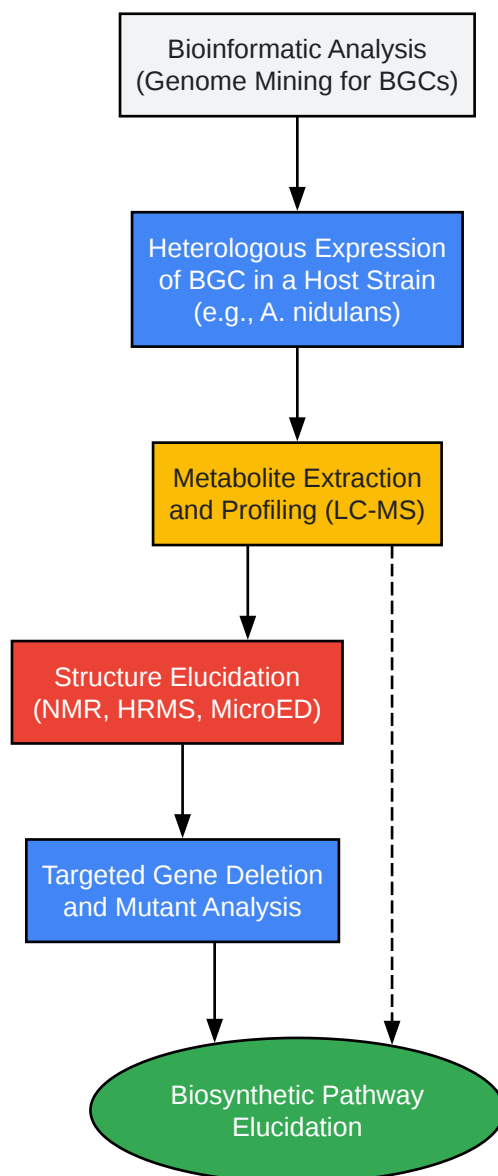 Bioinformatic Analysis
(Genome Mining for BGCs)
Heterologous Expression
of BGC in a Host Strain
(e.g., A. nidulans)
Metabolite Extraction
and Profiling (LC-MS)
Structure Elucidation
(NMR, HRMS, MicroED)
Targeted Gene Deletion
and Mutant Analysis
Biosynthetic Pathway
Elucidation